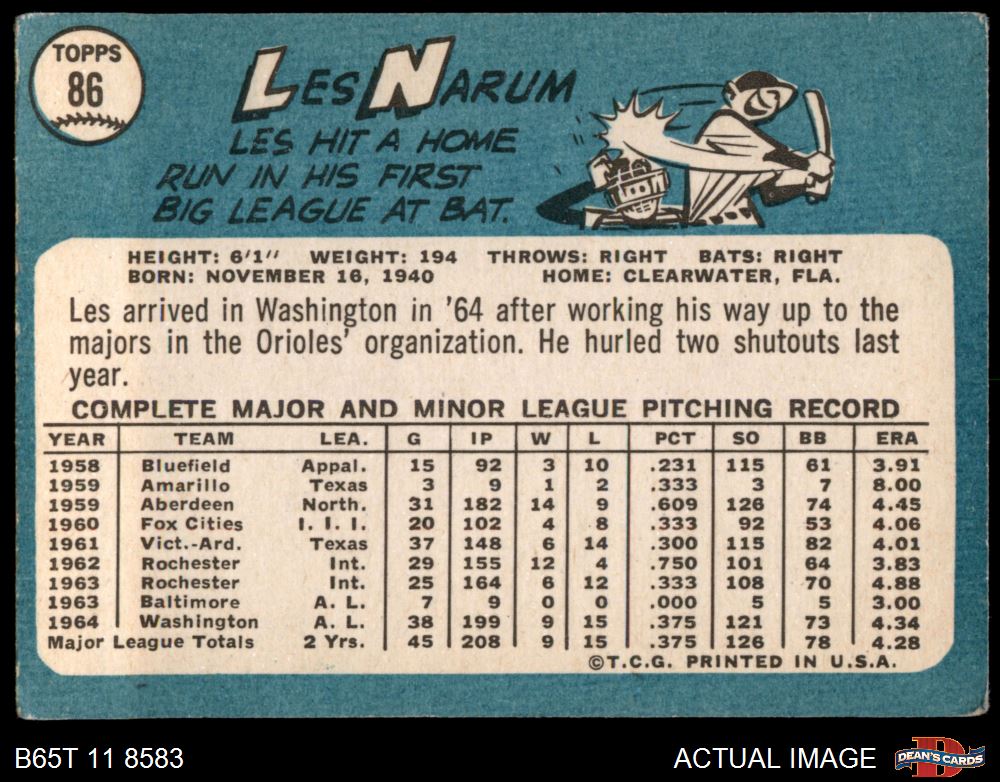 TOPPS
86
LES NARUM
LES HIT A HOME
RUN IN HIS FIRST
BIG LEAGUE AT BAT.
HEIGHT: 6'1" WEIGHT: 194 THROWS: RIGHT BATS: RIGHT
BORN: NOVEMBER 16, 1940 HOME: CLEARWATER, FLA.
Les arrived in Washington in '64 after working his way up to the
majors in the Orioles' organization. He hurled two shutouts last
year.
COMPLETE MAJOR AND MINOR LEAGUE PITCHING RECORD
YEAR TEAM LEA. G IP W L PCT SO BB ERA
1958 Bluefield Appal. 15 92 3 10 .231 115 61 3.91
1959 Amarillo Texas 3 9 1 2 .333 3 7 8.00
1959 Aberdeen North. 31 182 14 9 .609 126 74 4.45
1960 Fox Cities I. I. I. 20 102 4 8 .333 92 53 4.06
1961 Vict.-Ard. Texas 37 148 6 14 .300 115 82 4.01
1962 Rochester Int. 29 155 12 4 .750 101 64 3.83
1963 Rochester Int. 25 164 6 12 .333 108 70 4.88
1963 Baltimore A. L. 7 9 0 0 .000 5 5 3.00
1964 Washington A. L. 38 199 9 15 .375 121 73 4.34
Major League Totals 2 Yrs. 45 208 9 15 .375 126 78 4.28
©T.C.G. PRINTED IN U.S.A.
B65T 11 8583 ACTUAL IMAGE DEAN'S CARDS